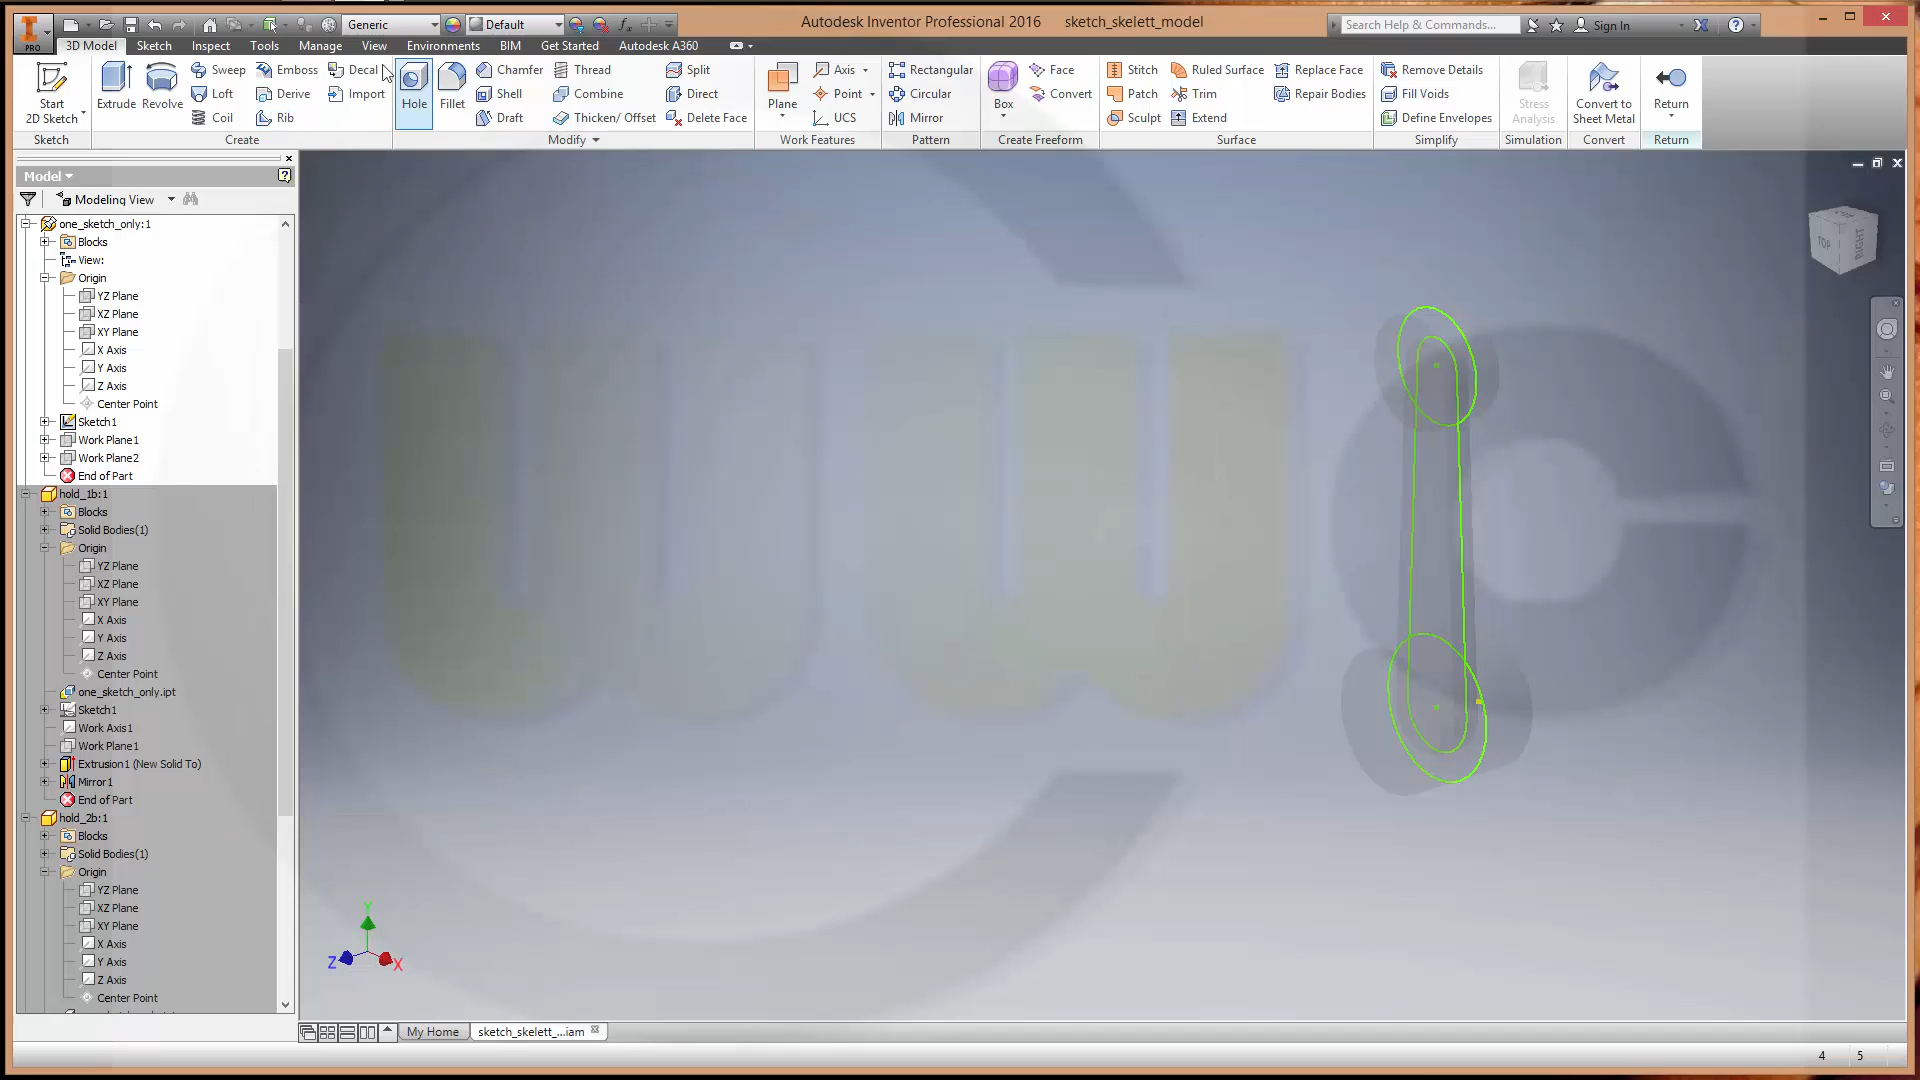 PRO
Generic
Default
Autodesk Inventor Professional 2016 sketch_skelett_model
Search Help & Commands...
Sign In
3D Model Sketch Inspect Tools Manage View Environments BIM Get Started Autodesk A360
Start
2D Sketch
Sketch
Extrude
Revolve
Sweep
Loft
Coil
Emboss
Derive
Rib
Decal
Import
Create
Hole
Fillet
Chamfer
Shell
Draft
Thread
Combine
Thicken/ Offset
Split
Direct
Delete Face
Modify
Plane
Axis
Point
UCS
Work Features
Rectangular
Circular
Mirror
Pattern
Box
Face
Convert
Create Freeform
Stitch
Patch
Sculpt
Ruled Surface
Trim
Extend
Replace Face
Repair Bodies
Surface
Remove Details
Fill Voids
Define Envelopes
Simplify
Stress
Analysis
Simulation
Convert to
Sheet Metal
Convert
Return
Return
Model
Modeling View
one_sketch_only:1
Blocks
View:
Origin
YZ Plane
XZ Plane
XY Plane
X Axis
Y Axis
Z Axis
Center Point
Sketch1
Work Plane1
Work Plane2
End of Part
hold_1b:1
Blocks
Solid Bodies(1)
Origin
YZ Plane
XZ Plane
XY Plane
X Axis
Y Axis
Z Axis
Center Point
one_sketch_only.ipt
Sketch1
Work Axis1
Work Plane1
Extrusion1 (New Solid To)
Mirror1
End of Part
hold_2b:1
Blocks
Solid Bodies(1)
Origin
YZ Plane
XZ Plane
XY Plane
X Axis
Y Axis
Z Axis
Center Point
TOP
RIGHT
Y
Z
X
My Home
sketch_skelett_...iam
4 5